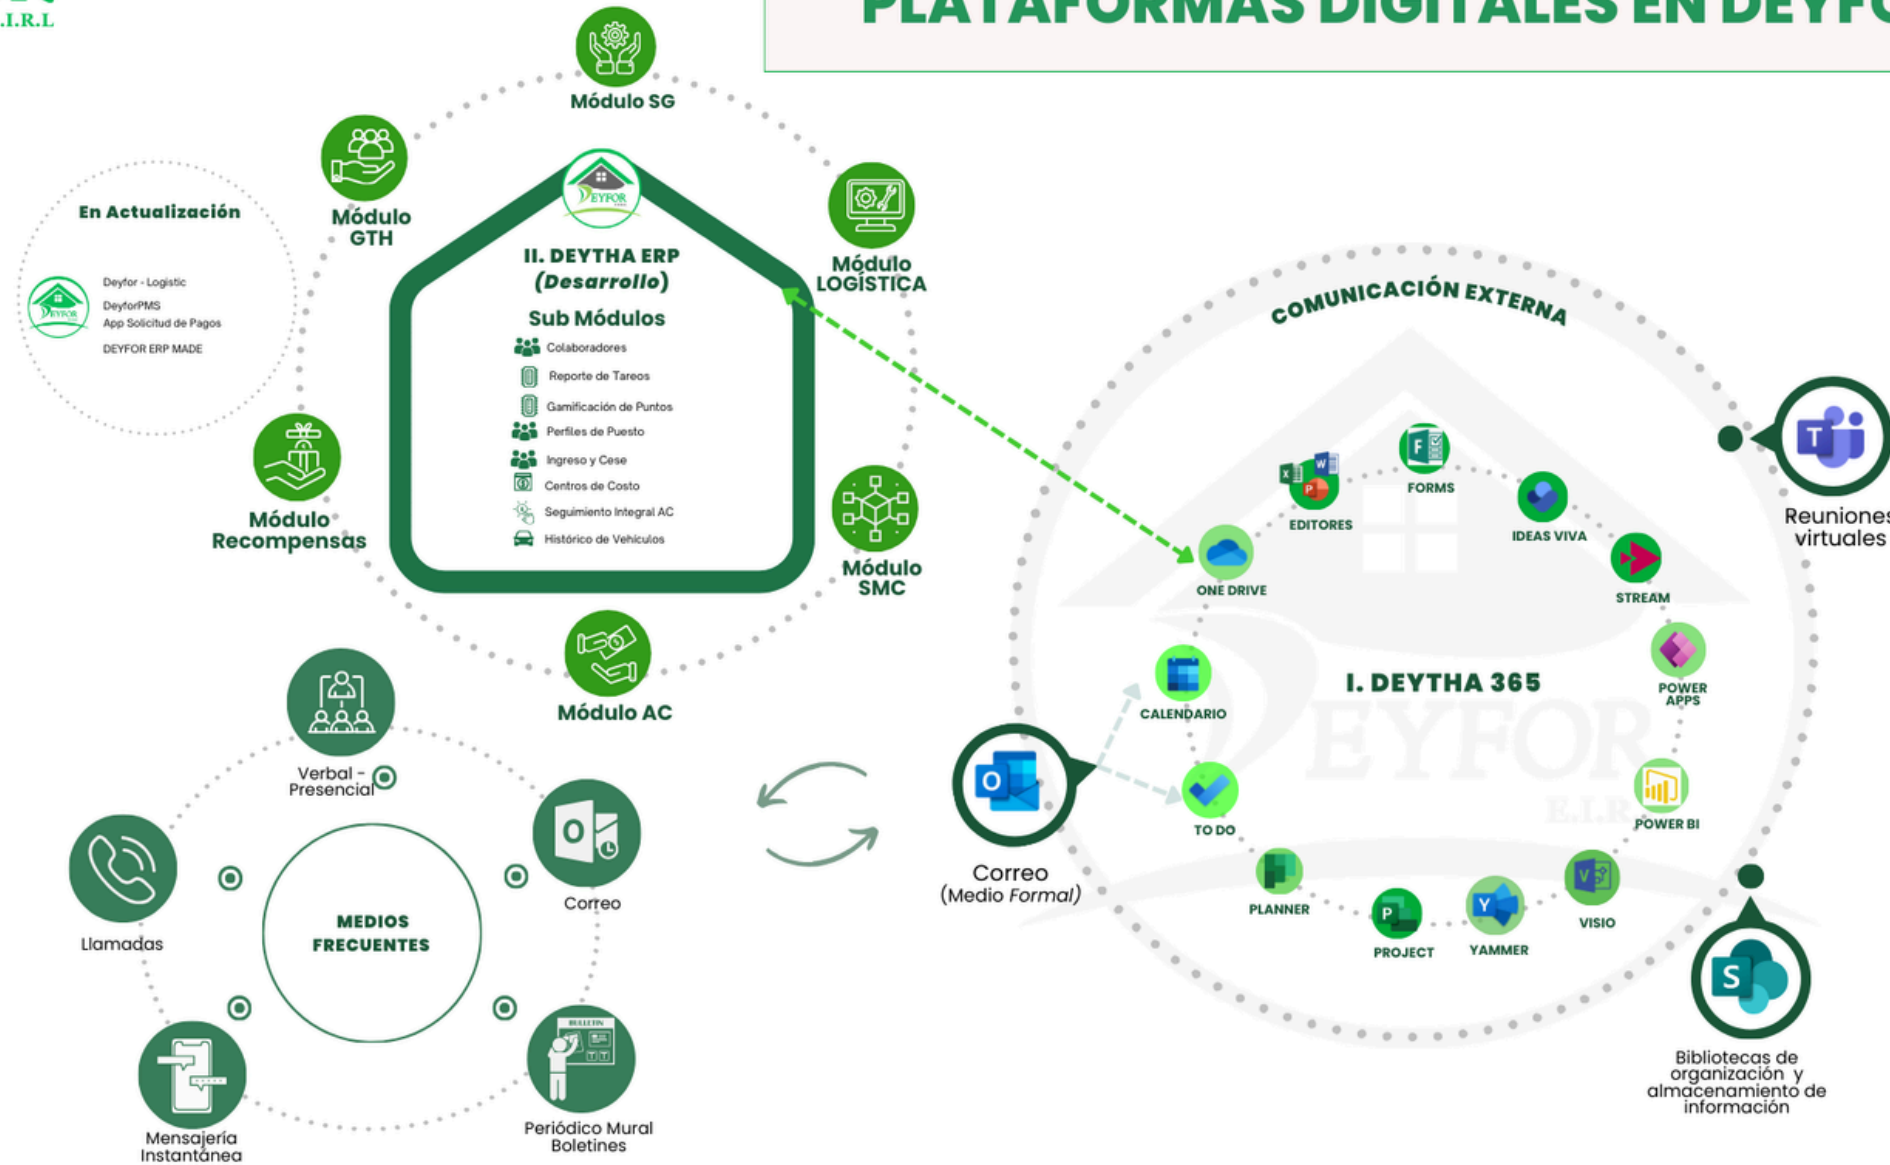 .I.R.L
PLATAFORMAS DIGITALES EN DEYFO
Módulo SG
Módulo
GTH
Módulo
LOGÍSTICA
Módulo
SMC
Módulo AC
Módulo
Recompensas
En Actualización
DEYFOR
Deyfor - Logistic
DeyforPMS
App Solicitud de Pagos
DEYFOR ERP MADE
DEYFOR
II. DEYTHA ERP
(Desarrollo)
Sub Módulos
Colaboradores
Reporte de Tareos
Gamificación de Puntos
Perfiles de Puesto
Ingreso y Cese
Centros de Costo
Seguimiento Integral AC
Histórico de Vehículos
COMUNICACIÓN EXTERNA
I. DEYTHA 365
DEYFOR
E.I.R.
X
W
P
EDITORES
F
FORMS
IDEAS VIVA
STREAM
POWER
APPS
POWER BI
V
VISIO
Y
YAMMER
P
PROJECT
PLANNER
TO DO
CALENDARIO
ONE DRIVE
T
Reuniones
virtuales
O
Correo
(Medio Formal)
S
Bibliotecas de
organización y
almacenamiento de
información
MEDIOS
FRECUENTES
Verbal -
Presencial
O
Correo
BULLETIN
Periódico Mural
Boletines
Mensajería
Instantánea
Llamadas